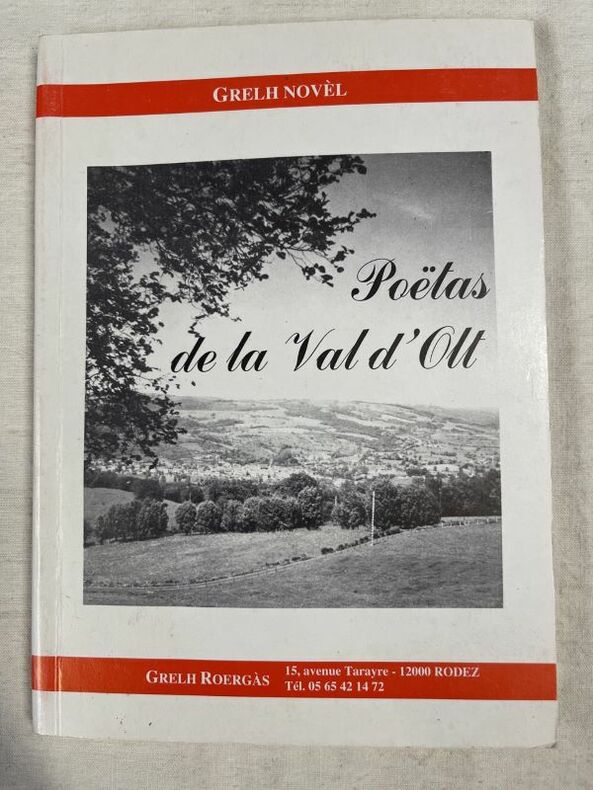 GRELH NOVÈL
Poëtas
de la Val d'Olt
GRELH ROERGÀS
15, avenue Tarayre - 12000 RODEZ
Tél. 05 65 42 14 72